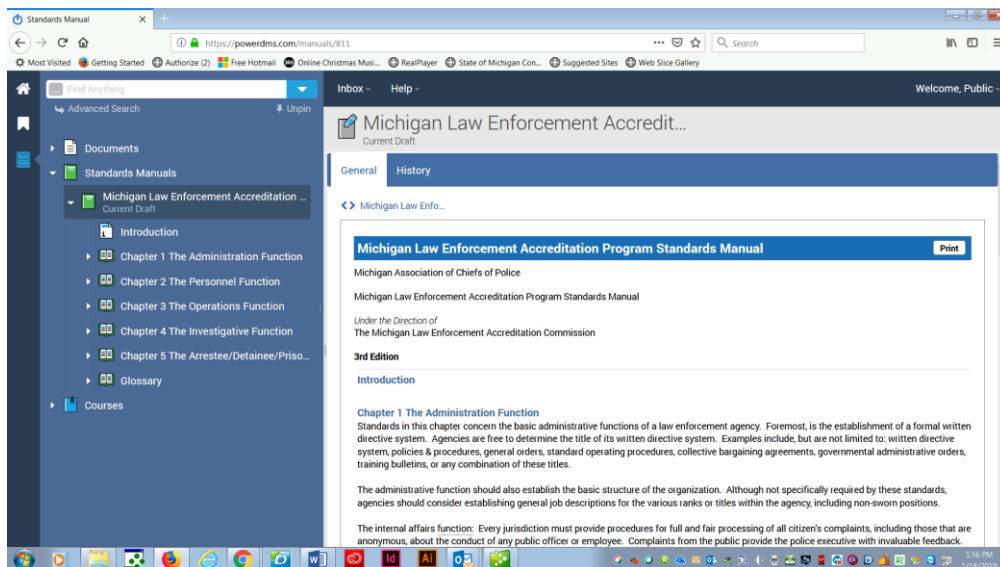 Standards Manual
https://powerdms.com/manuals/811
Search
Most Visited Getting Started Authorize (2) Free Hotmail Online Christmas Musi... RealPlayer State of Michigan Con... Suggested Sites Web Slice Gallery
Find Anything
Advanced Search Unpin
Documents
Standards Manuals
Michigan Law Enforcement Accreditation ...
Current Draft
Introduction
Chapter 1 The Administration Function
Chapter 2 The Personnel Function
Chapter 3 The Operations Function
Chapter 4 The Investigative Function
Chapter 5 The Arrestee/Detainee/Priso...
Glossary
Courses
Inbox Help Welcome, Public
Michigan Law Enforcement Accredit...
Current Draft
General History
Michigan Law Enfo...
Michigan Law Enforcement Accreditation Program Standards Manual Print
Michigan Association of Chiefs of Police
Michigan Law Enforcement Accreditation Program Standards Manual
Under the Direction of
The Michigan Law Enforcement Accreditation Commission
3rd Edition
Introduction
Chapter 1 The Administration Function
Standards in this chapter concern the basic administrative functions of a law enforcement agency. Foremost, is the establishment of a formal written
directive system. Agencies are free to determine the title of its written directive system. Examples include, but are not limited to: written directive
system, policies & procedures, general orders, standard operating procedures, collective bargaining agreements, governmental administrative orders,
training bulletins, or any combination of these titles.
The administrative function should also establish the basic structure of the organization. Although not specifically required by these standards,
agencies should consider establishing general job descriptions for the various ranks or titles within the agency, including non-sworn positions.
The internal affairs function: Every jurisdiction must provide procedures for full and fair processing of all citizen's complaints, including those that are
anonymous, about the conduct of any public officer or employee. Complaints from the public provide the police executive with invaluable feedback.
1:56 PM
1/18/2019